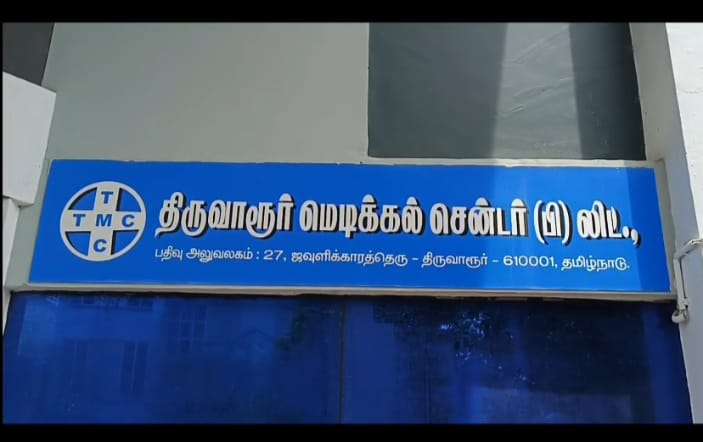 T
TMC
C
திருவாரூர் மெடிக்கல் சென்டர் (பி) லிட்.,
பதிவு அலுவலகம் : 27, ஜவுளிக்காரத்தெரு - திருவாரூர் - 610001, தமிழ்நாடு.